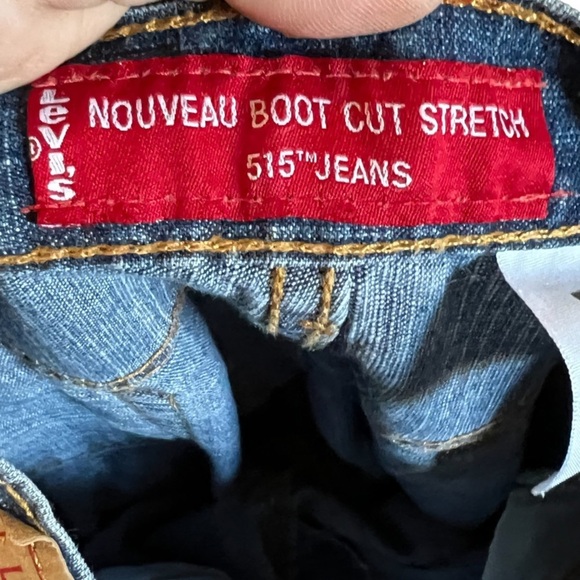 Levi's
®
NOUVEAU BOOT CUT STRETCH
515™ JEANS